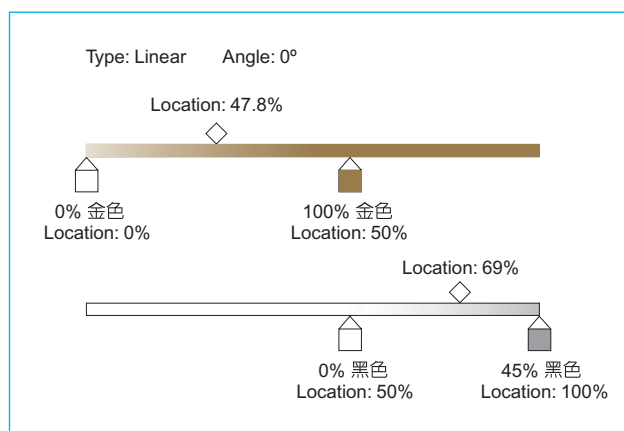 Type: Linear Angle: 0º
Location: 47.8%
0% 金色 100% 金色
Location: 0% Location: 50%
Location: 69%
0% 黑色 45% 黑色
Location: 50% Location: 100%